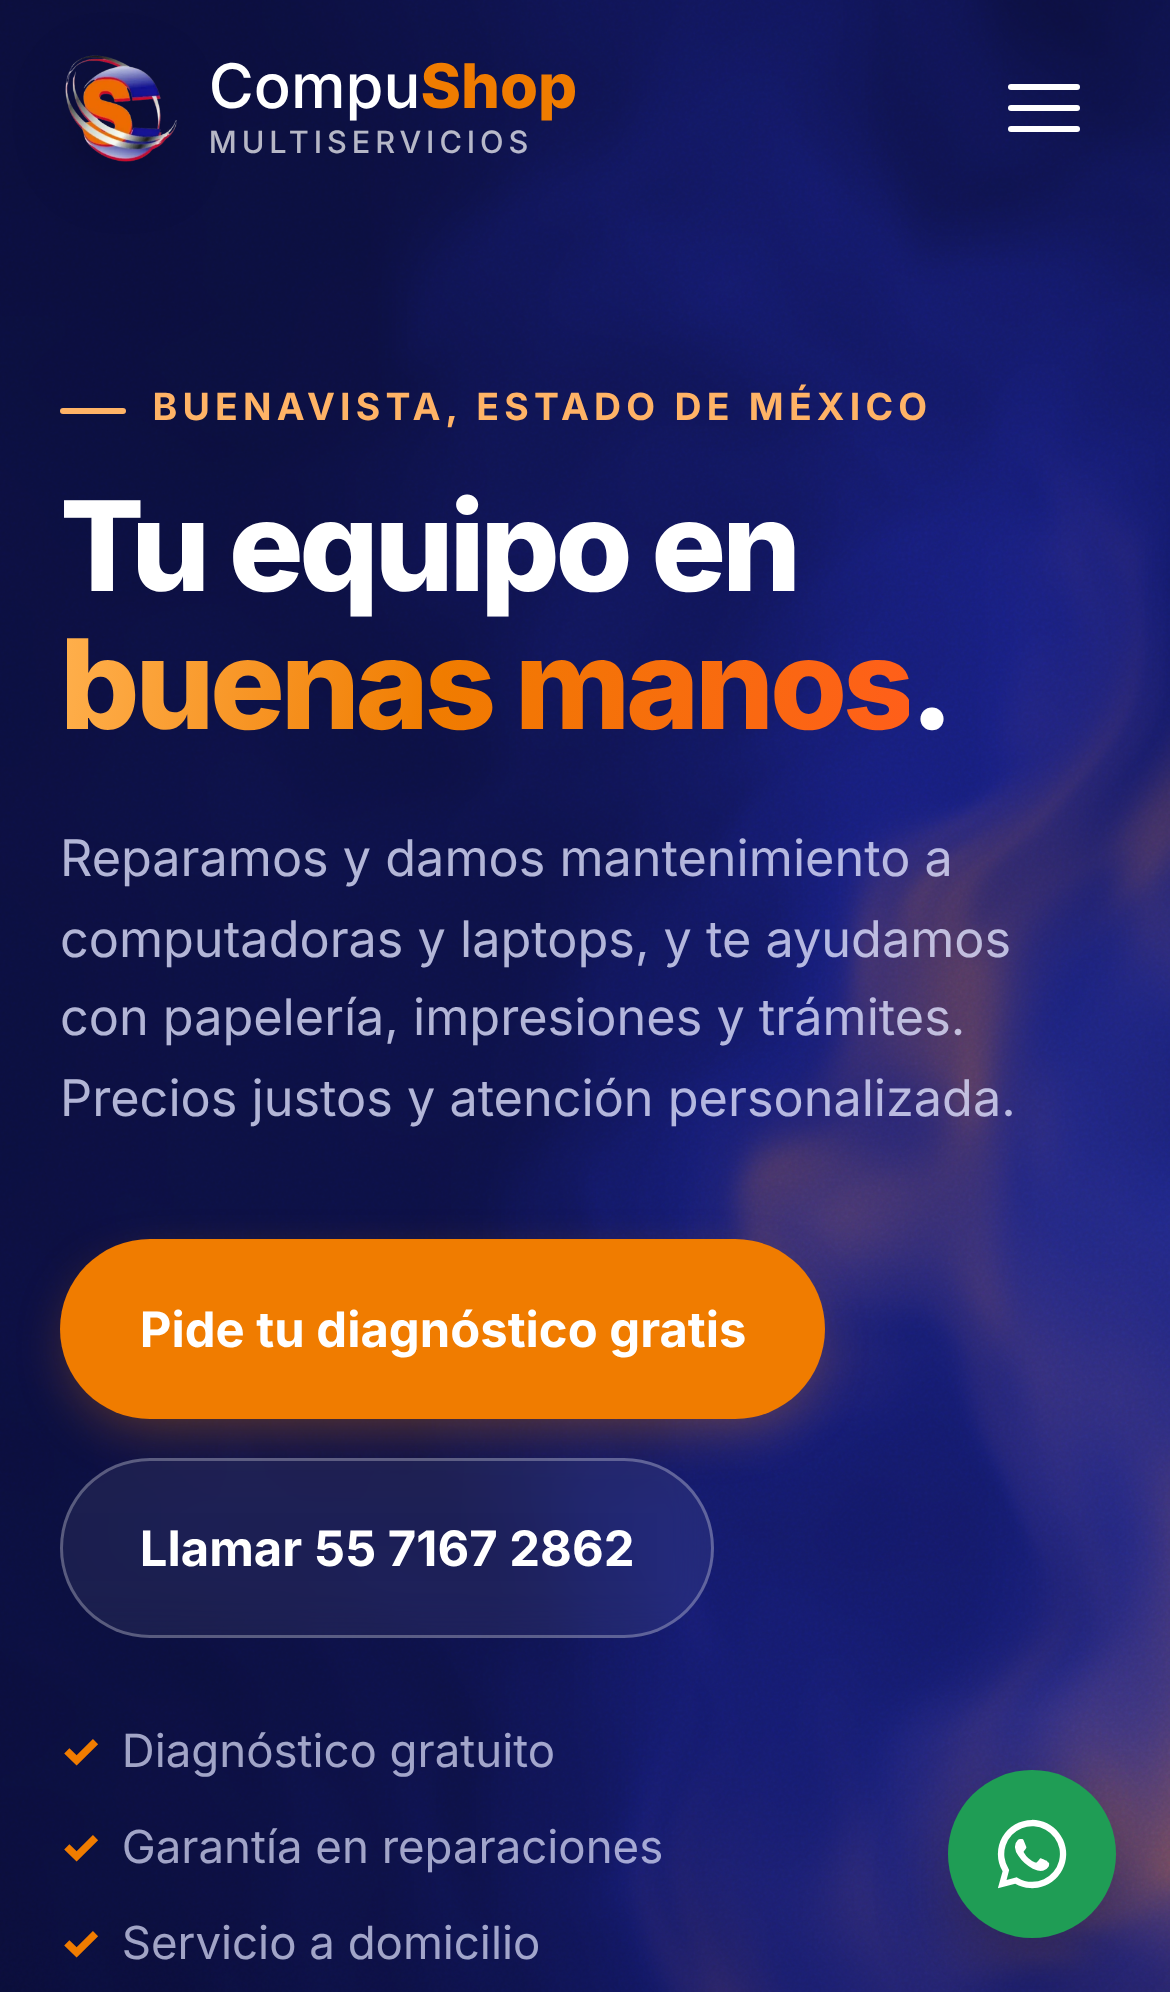 CompuShop
MULTISERVICIOS
BUENAVISTA, ESTADO DE MÉXICO
Tu equipo en
buenas manos.
Reparamos y damos mantenimiento a
computadoras y laptops, y te ayudamos
con papelería, impresiones y trámites.
Precios justos y atención personalizada.
Pide tu diagnóstico gratis
Llamar 55 7167 2862
Diagnóstico gratuito
Garantía en reparaciones
Servicio a domicilio